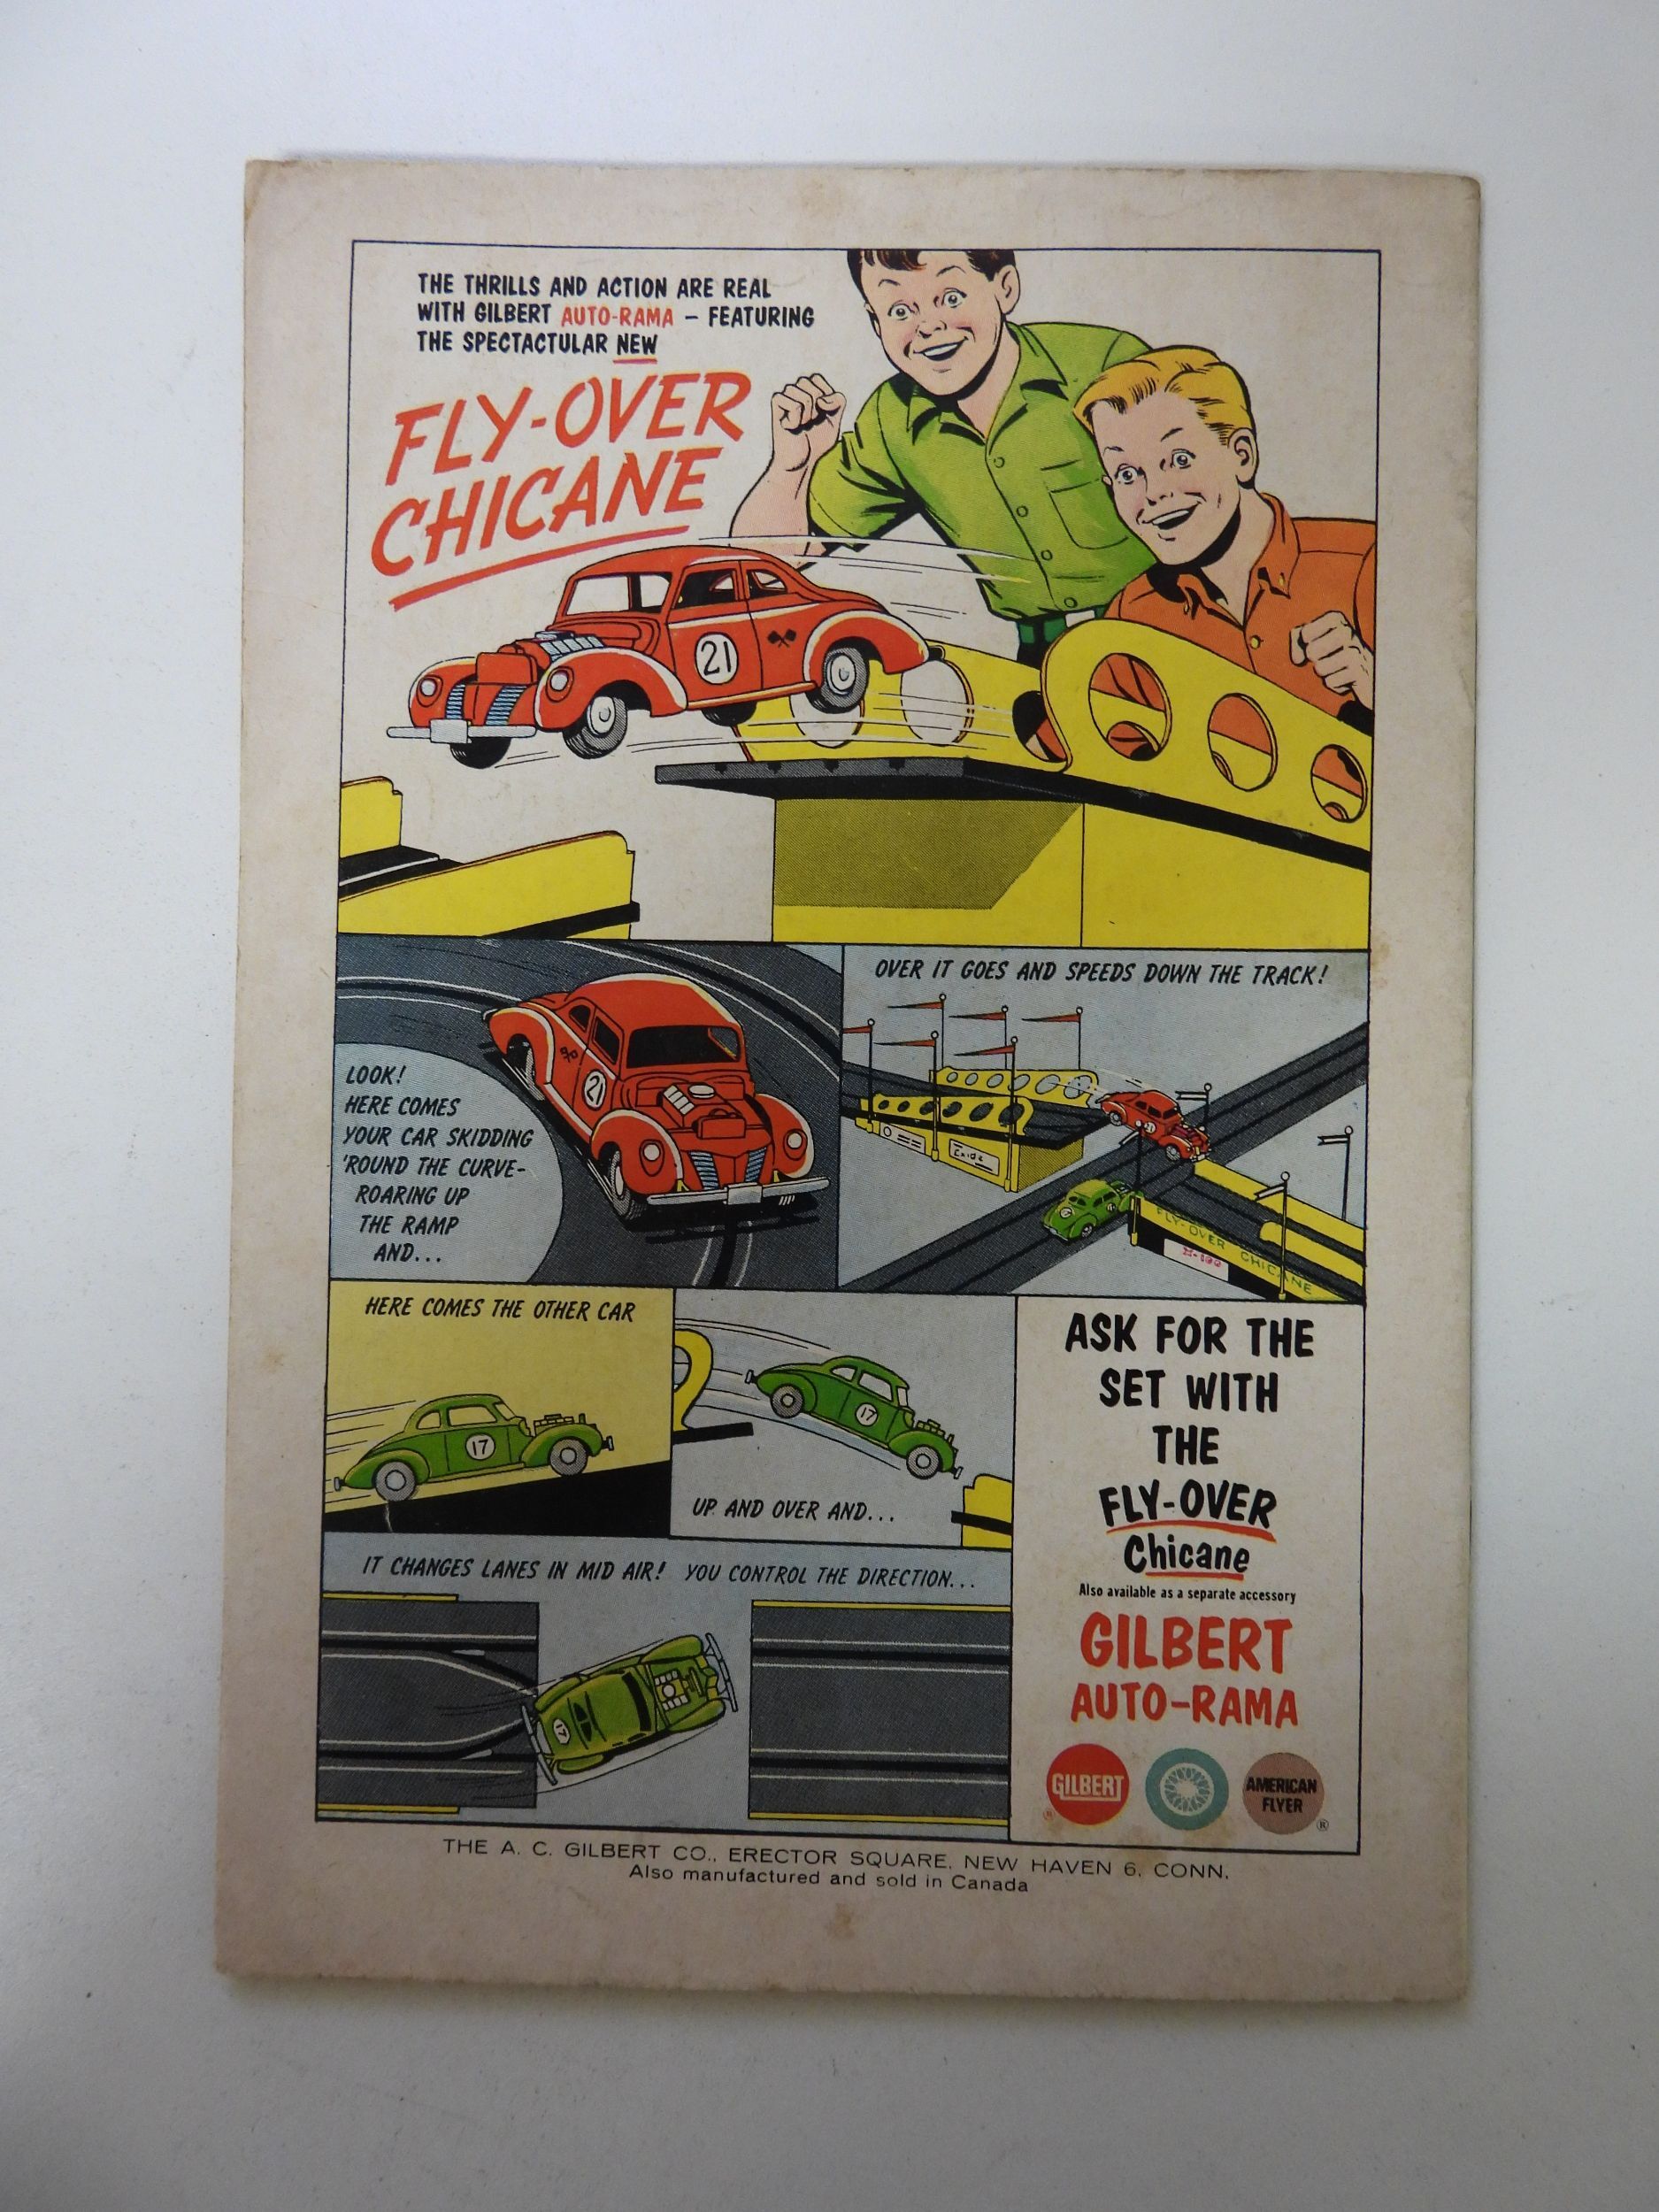 THE THRILLS AND ACTION ARE REAL
WITH GILBERT AUTO-RAMA – FEATURING
THE SPECTACTULAR NEW
FLY-OVER
CHICANE
21
LOOK!
HERE COMES
YOUR CAR SKIDDING
'ROUND THE CURVE-
ROARING UP
THE RAMP
AND...
21
OVER IT GOES AND SPEEDS DOWN THE TRACK!
FLY-OVER CHICANE
HERE COMES THE OTHER CAR
17
17
UP AND OVER AND...
IT CHANGES LANES IN MID AIR! YOU CONTROL THE DIRECTION...
17
ASK FOR THE
SET WITH
THE
FLY-OVER
Chicane
Also available as a separate accessory
GILBERT
AUTO-RAMA
GILBERT
®
AMERICAN
FLYER
®
THE A. C. GILBERT CO., ERECTOR SQUARE, NEW HAVEN 6, CONN.
Also manufactured and sold in Canada